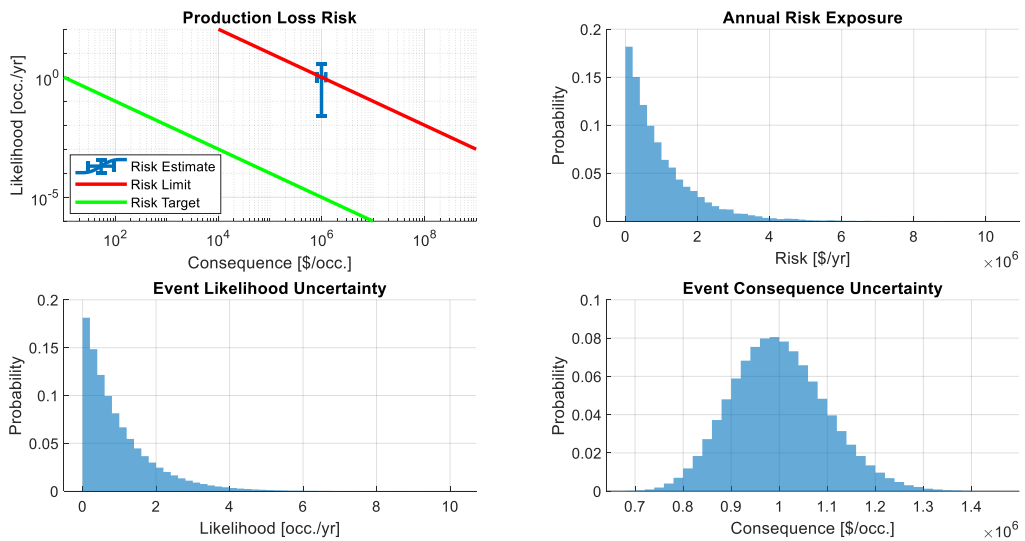 Production Loss Risk
Likelihood [occ./yr]
10^0
10^-5
Risk Estimate
Risk Limit
Risk Target
10^2
10^4
10^6
10^8
Consequence [$/occ.]
Annual Risk Exposure
Probability
0.2
0.15
0.1
0.05
0
0
2
4
6
8
10
Risk [$/yr]
×10^6
Event Likelihood Uncertainty
Probability
0.2
0.15
0.1
0.05
0
0
2
4
6
8
10
Likelihood [occ./yr]
Event Consequence Uncertainty
Probability
0.1
0.08
0.06
0.04
0.02
0
0.7
0.8
0.9
1
1.1
1.2
1.3
1.4
Consequence [$/occ.]
×10^6